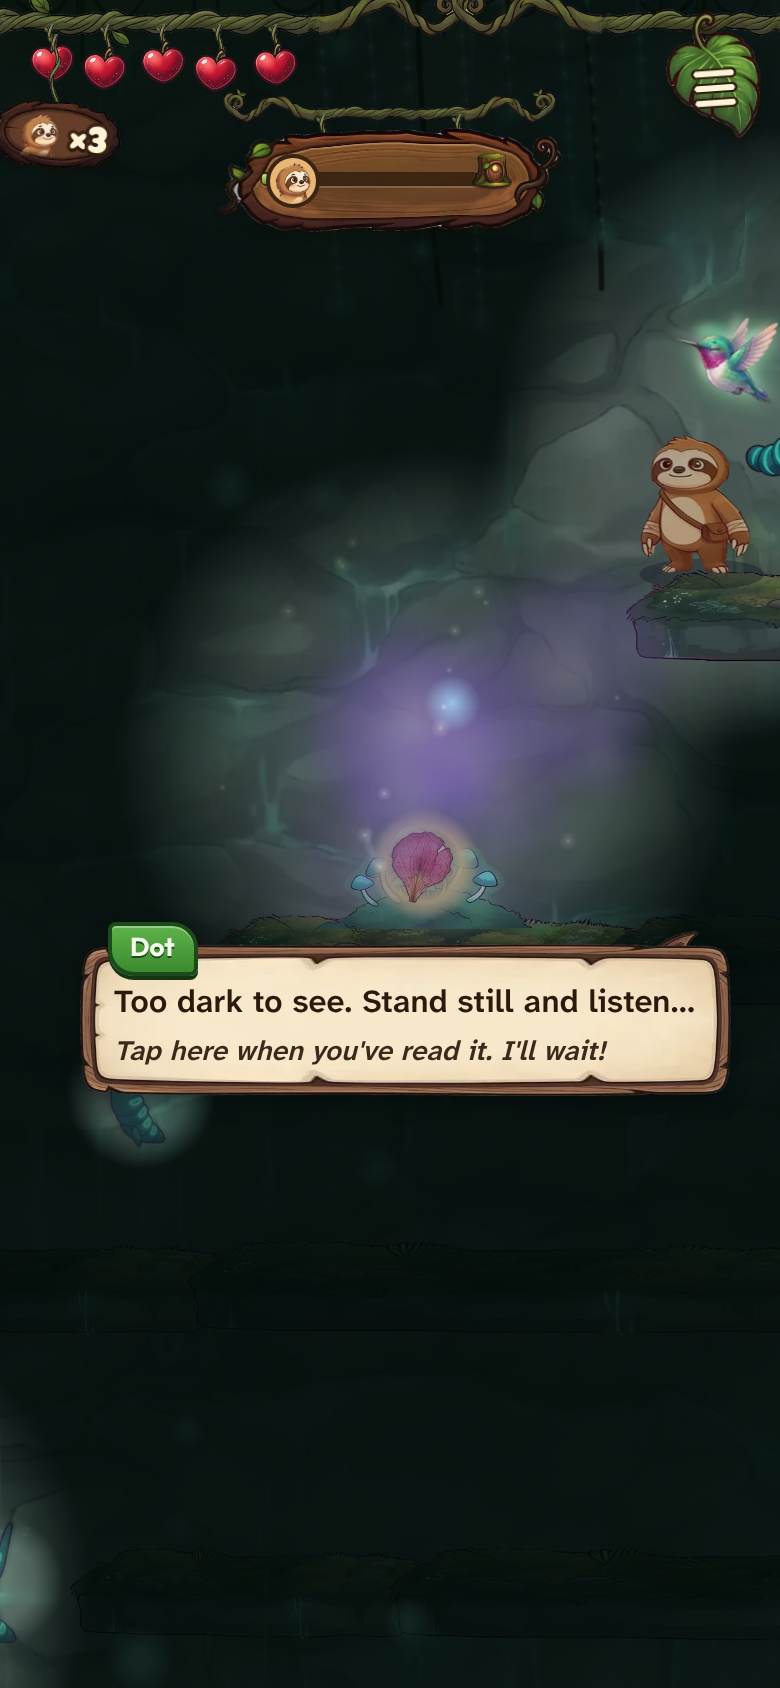 ×3
Dot
Too dark to see. Stand still and listen...
Tap here when you've read it. I'll wait!